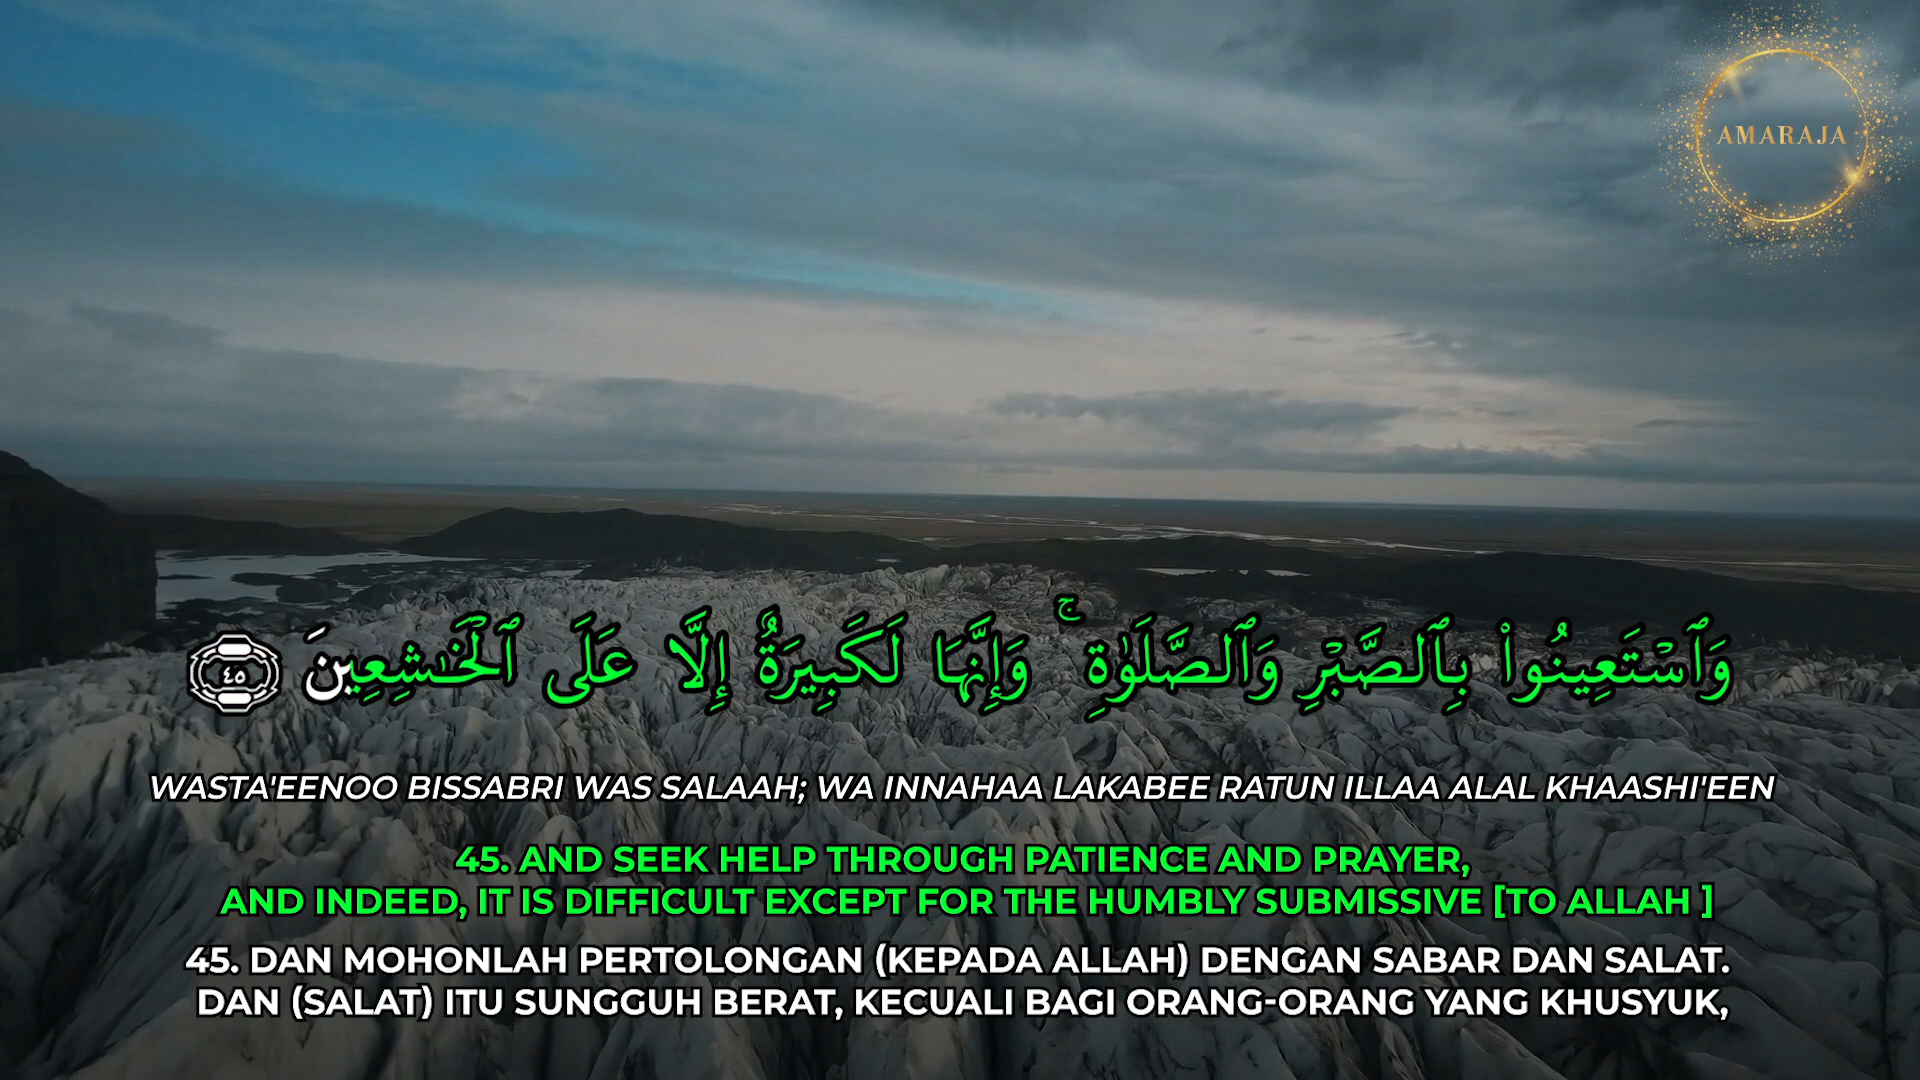 AMARAJA
وَٱسْتَعِينُوا۟ بِٱلصَّبْرِ وَٱلصَّلَوٰةِ ۚ وَإِنَّهَا لَكَبِيرَةٌ إِلَّا عَلَى ٱلْخَـٰشِعِينَ ٤٥
WASTA'EENOO BISSABRI WAS SALAAH; WA INNAHAA LAKABEE RATUN ILLAA ALAL KHAASHI'EEN
45. AND SEEK HELP THROUGH PATIENCE AND PRAYER,
AND INDEED, IT IS DIFFICULT EXCEPT FOR THE HUMBLY SUBMISSIVE [TO ALLAH ]
45. DAN MOHONLAH PERTOLONGAN (KEPADA ALLAH) DENGAN SABAR DAN SALAT.
DAN (SALAT) ITU SUNGGUH BERAT, KECUALI BAGI ORANG-ORANG YANG KHUSYUK,